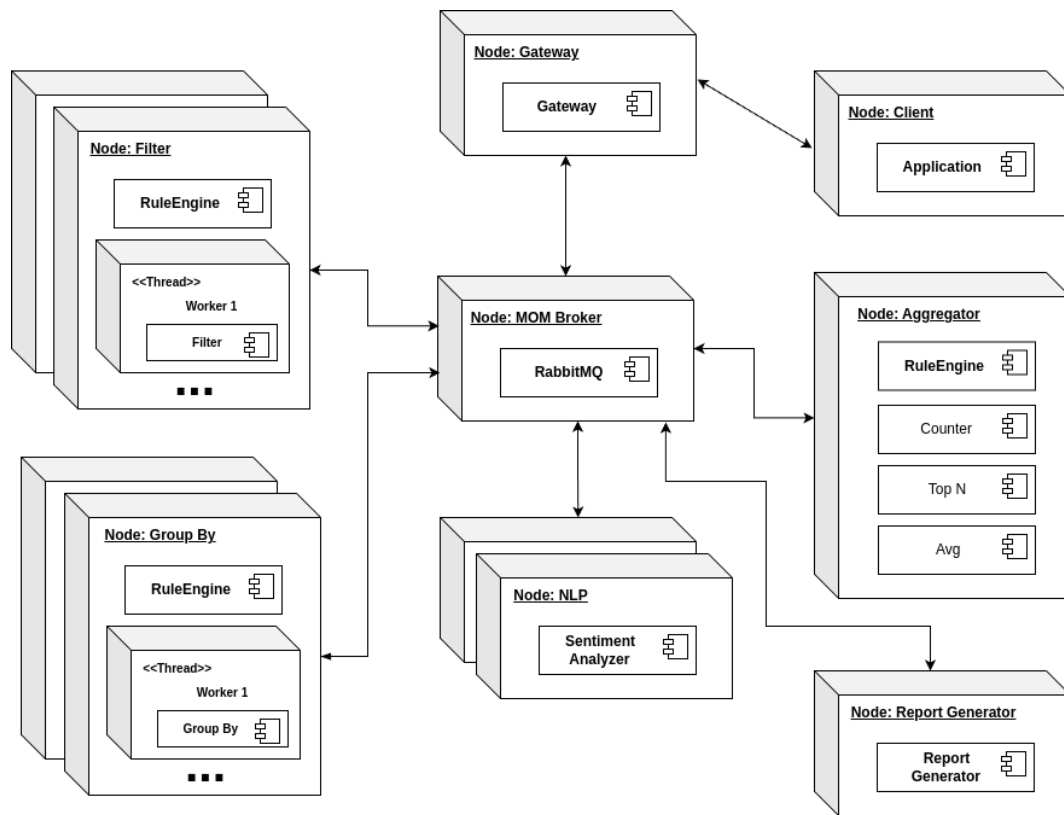 Node: Gateway
Gateway
Node: Client
Application
Node: Filter
RuleEngine
<<Thread>>
Worker 1
Filter
...
Node: MOM Broker
RabbitMQ
Node: Aggregator
RuleEngine
Counter
Top N
Avg
Node: Group By
RuleEngine
<<Thread>>
Worker 1
Group By
...
Node: NLP
Sentiment
Analyzer
Node: Report Generator
Report
Generator